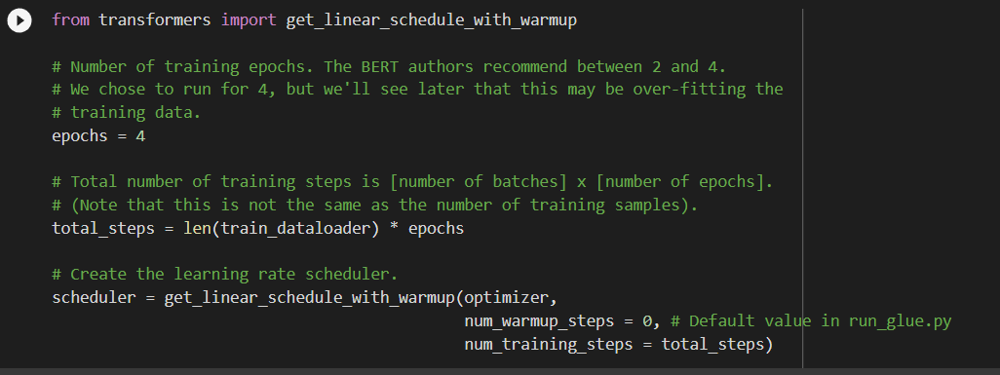 from transformers import get_linear_schedule_with_warmup
# Number of training epochs. The BERT authors recommend between 2 and 4.
# We chose to run for 4, but we'll see later that this may be over-fitting the
# training data.
epochs = 4
# Total number of training steps is [number of batches] x [number of epochs].
# (Note that this is not the same as the number of training samples).
total_steps = len(train_dataloader) * epochs
# Create the learning rate scheduler.
scheduler = get_linear_schedule_with_warmup(optimizer,
num_warmup_steps = 0, # Default value in run_glue.py
num_training_steps = total_steps)